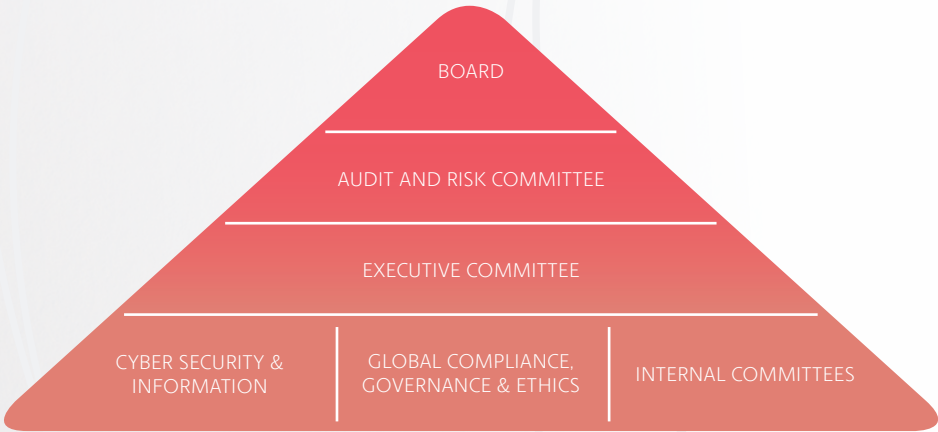 BOARD
AUDIT AND RISK COMMITTEE
EXECUTIVE COMMITTEE
CYBER SECURITY &
INFORMATION
GLOBAL COMPLIANCE,
GOVERNANCE & ETHICS
INTERNAL COMMITTEES